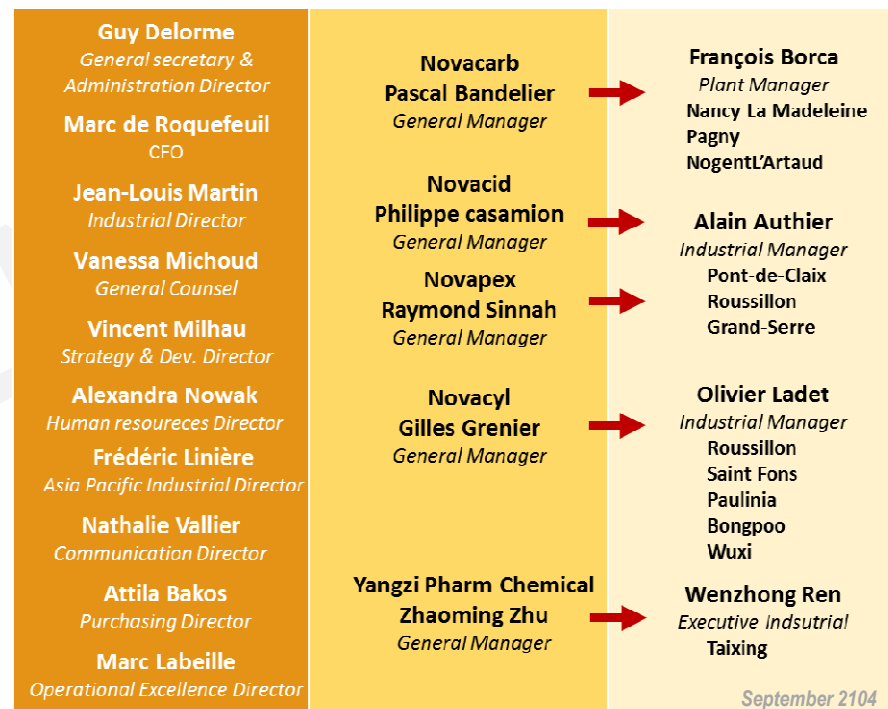 Guy Delorme
General secretary &
Administration Director
Marc de Roquefeuil
CFO
Jean-Louis Martin
Industrial Director
Vanessa Michoud
General Counsel
Vincent Milhau
Strategy & Dev. Director
Alexandra Nowak
Human resoureces Director
Frédéric Linière
Asia Pacific Industrial Director
Nathalie Vallier
Communication Director
Attila Bakos
Purchasing Director
Marc Labeille
Operational Excellence Director
Novacarb
Pascal Bandelier
General Manager
Novacid
Philippe casamion
General Manager
Novapex
Raymond Sinnah
General Manager
Novacyl
Gilles Grenier
General Manager
Yangzi Pharm Chemical
Zhaoming Zhu
General Manager
François Borca
Plant Manager
Nancy La Madeleine
Pagny
NogentL'Artaud
Alain Authier
Industrial Manager
Pont-de-Claix
Roussillon
Grand-Serre
Olivier Ladet
Industrial Manager
Roussillon
Saint Fons
Paulinia
Bongpoo
Wuxi
Wenzhong Ren
Executive Indsutrial
Taixing
September 2104